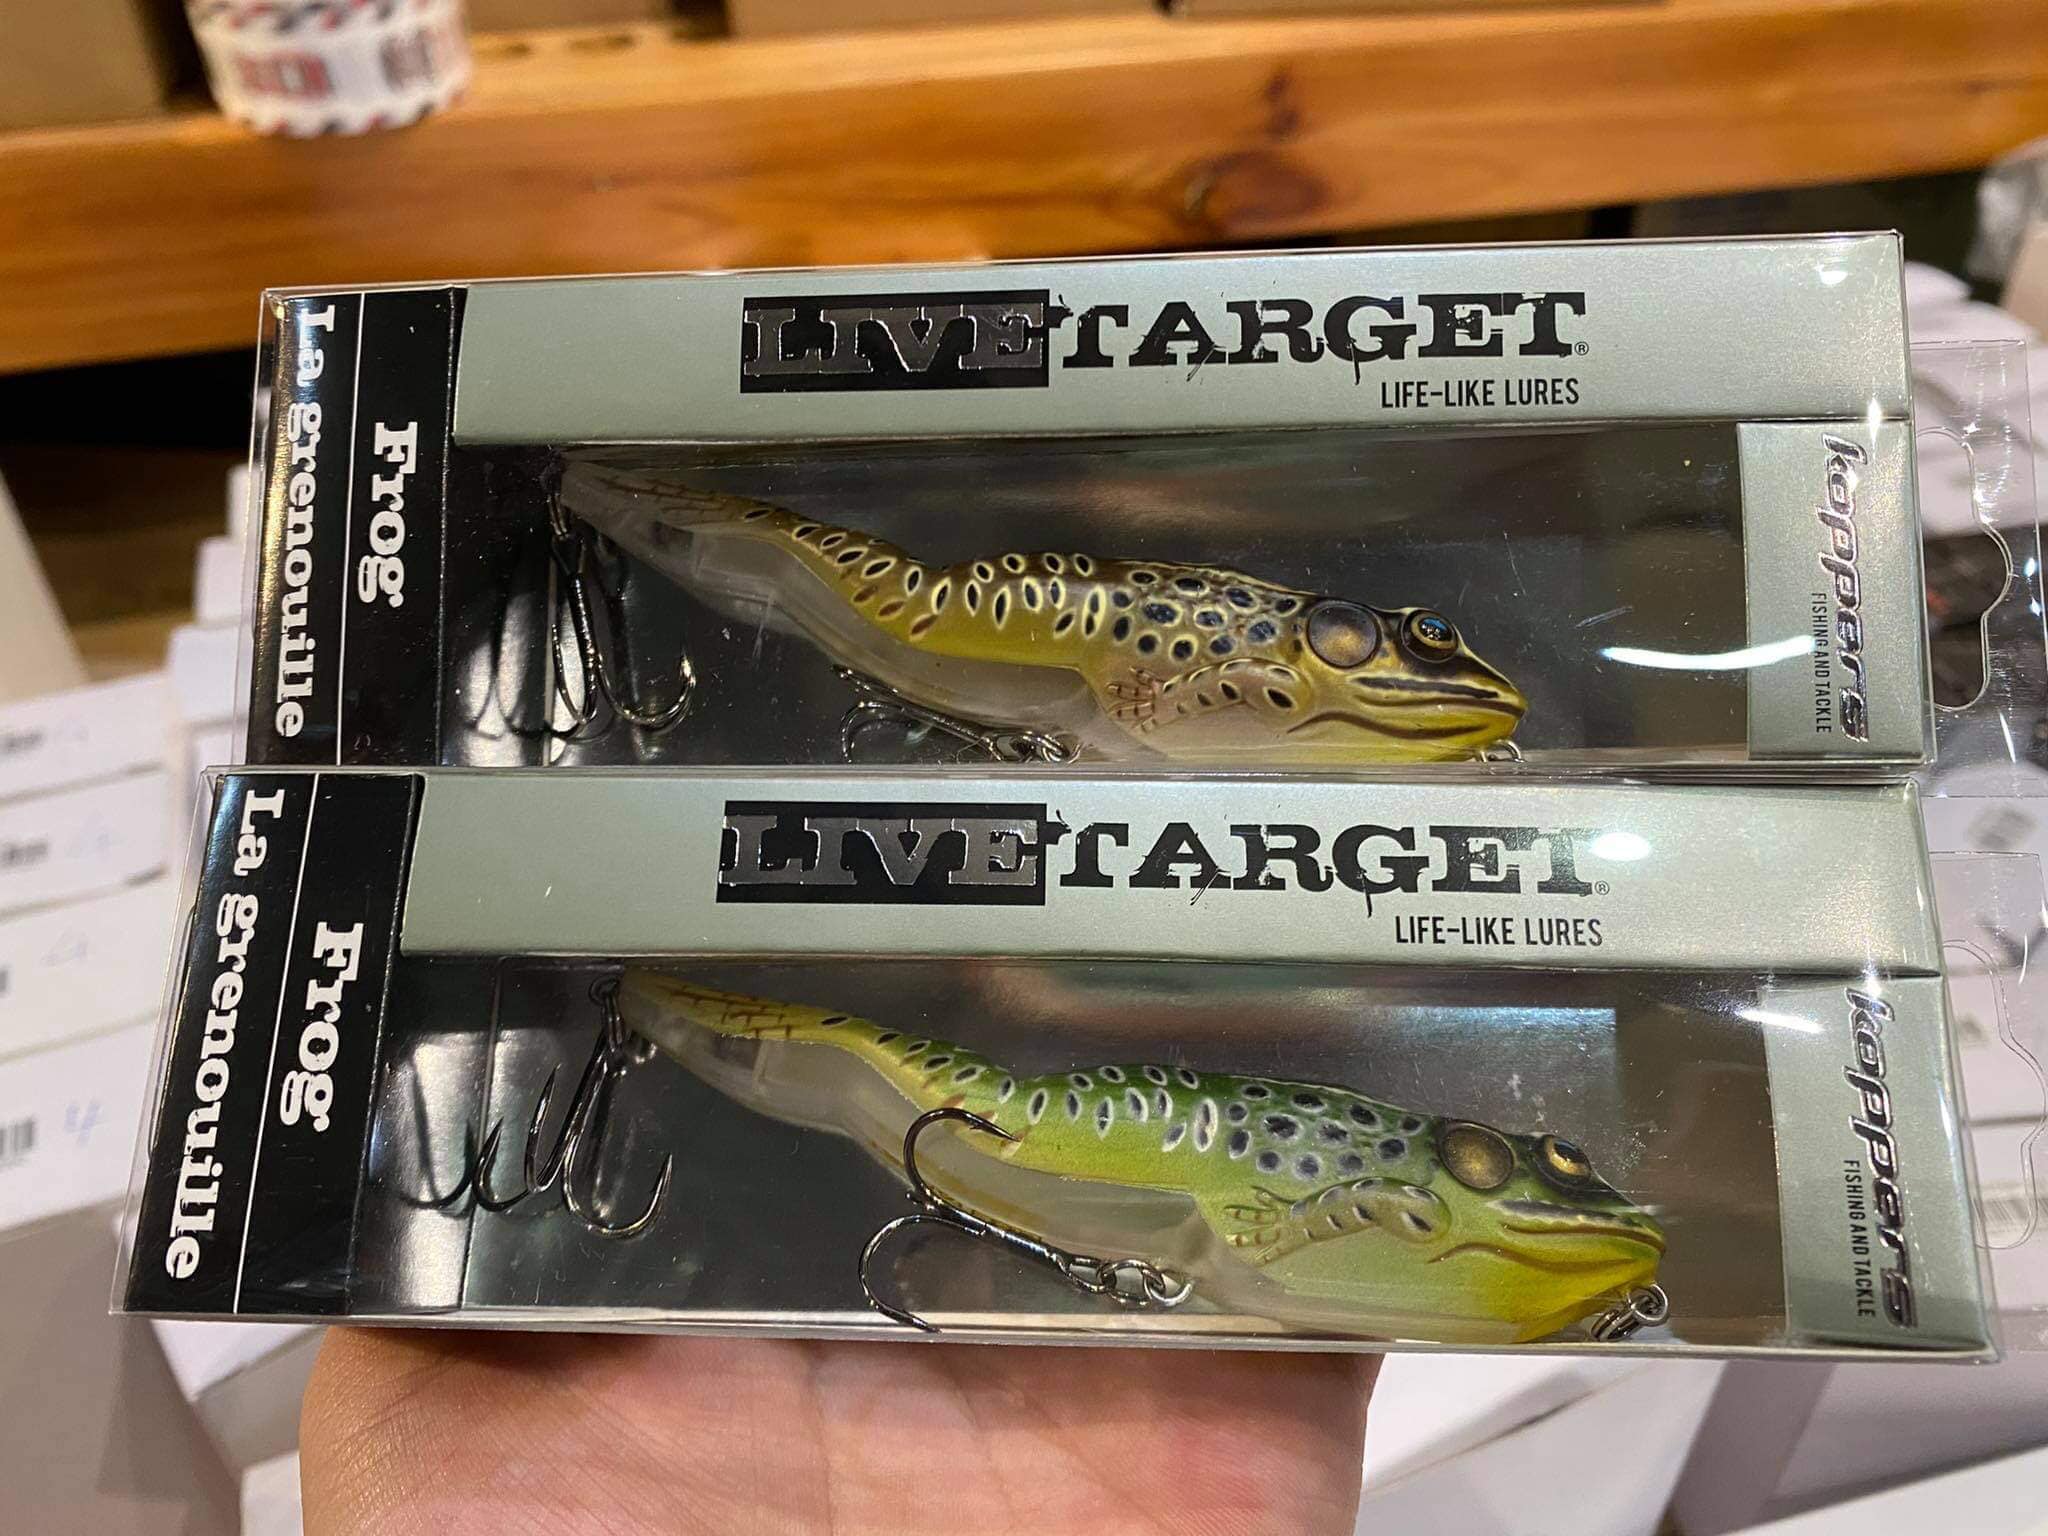 LIVETARGET®
LIFE-LIKE LURES
La grenouille
Frog
koppers
FISHING AND TACKLE
LIVETARGET®
LIFE-LIKE LURES
La grenouille
Frog
koppers
FISHING AND TACKLE